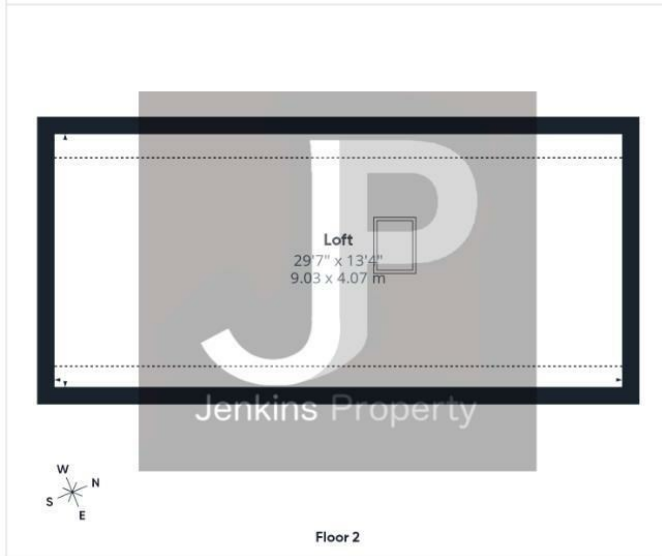 Loft
29'7" x 13'4"
9.03 x 4.07 m
JP
Jenkins Property
W
N
S
E
Floor 2